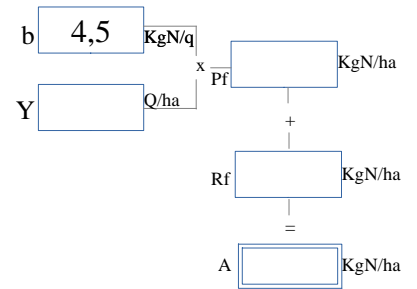 b 4,5 KgN/q
x Pf KgN/ha
Y Q/ha
+
Rf KgN/ha
=
A KgN/ha